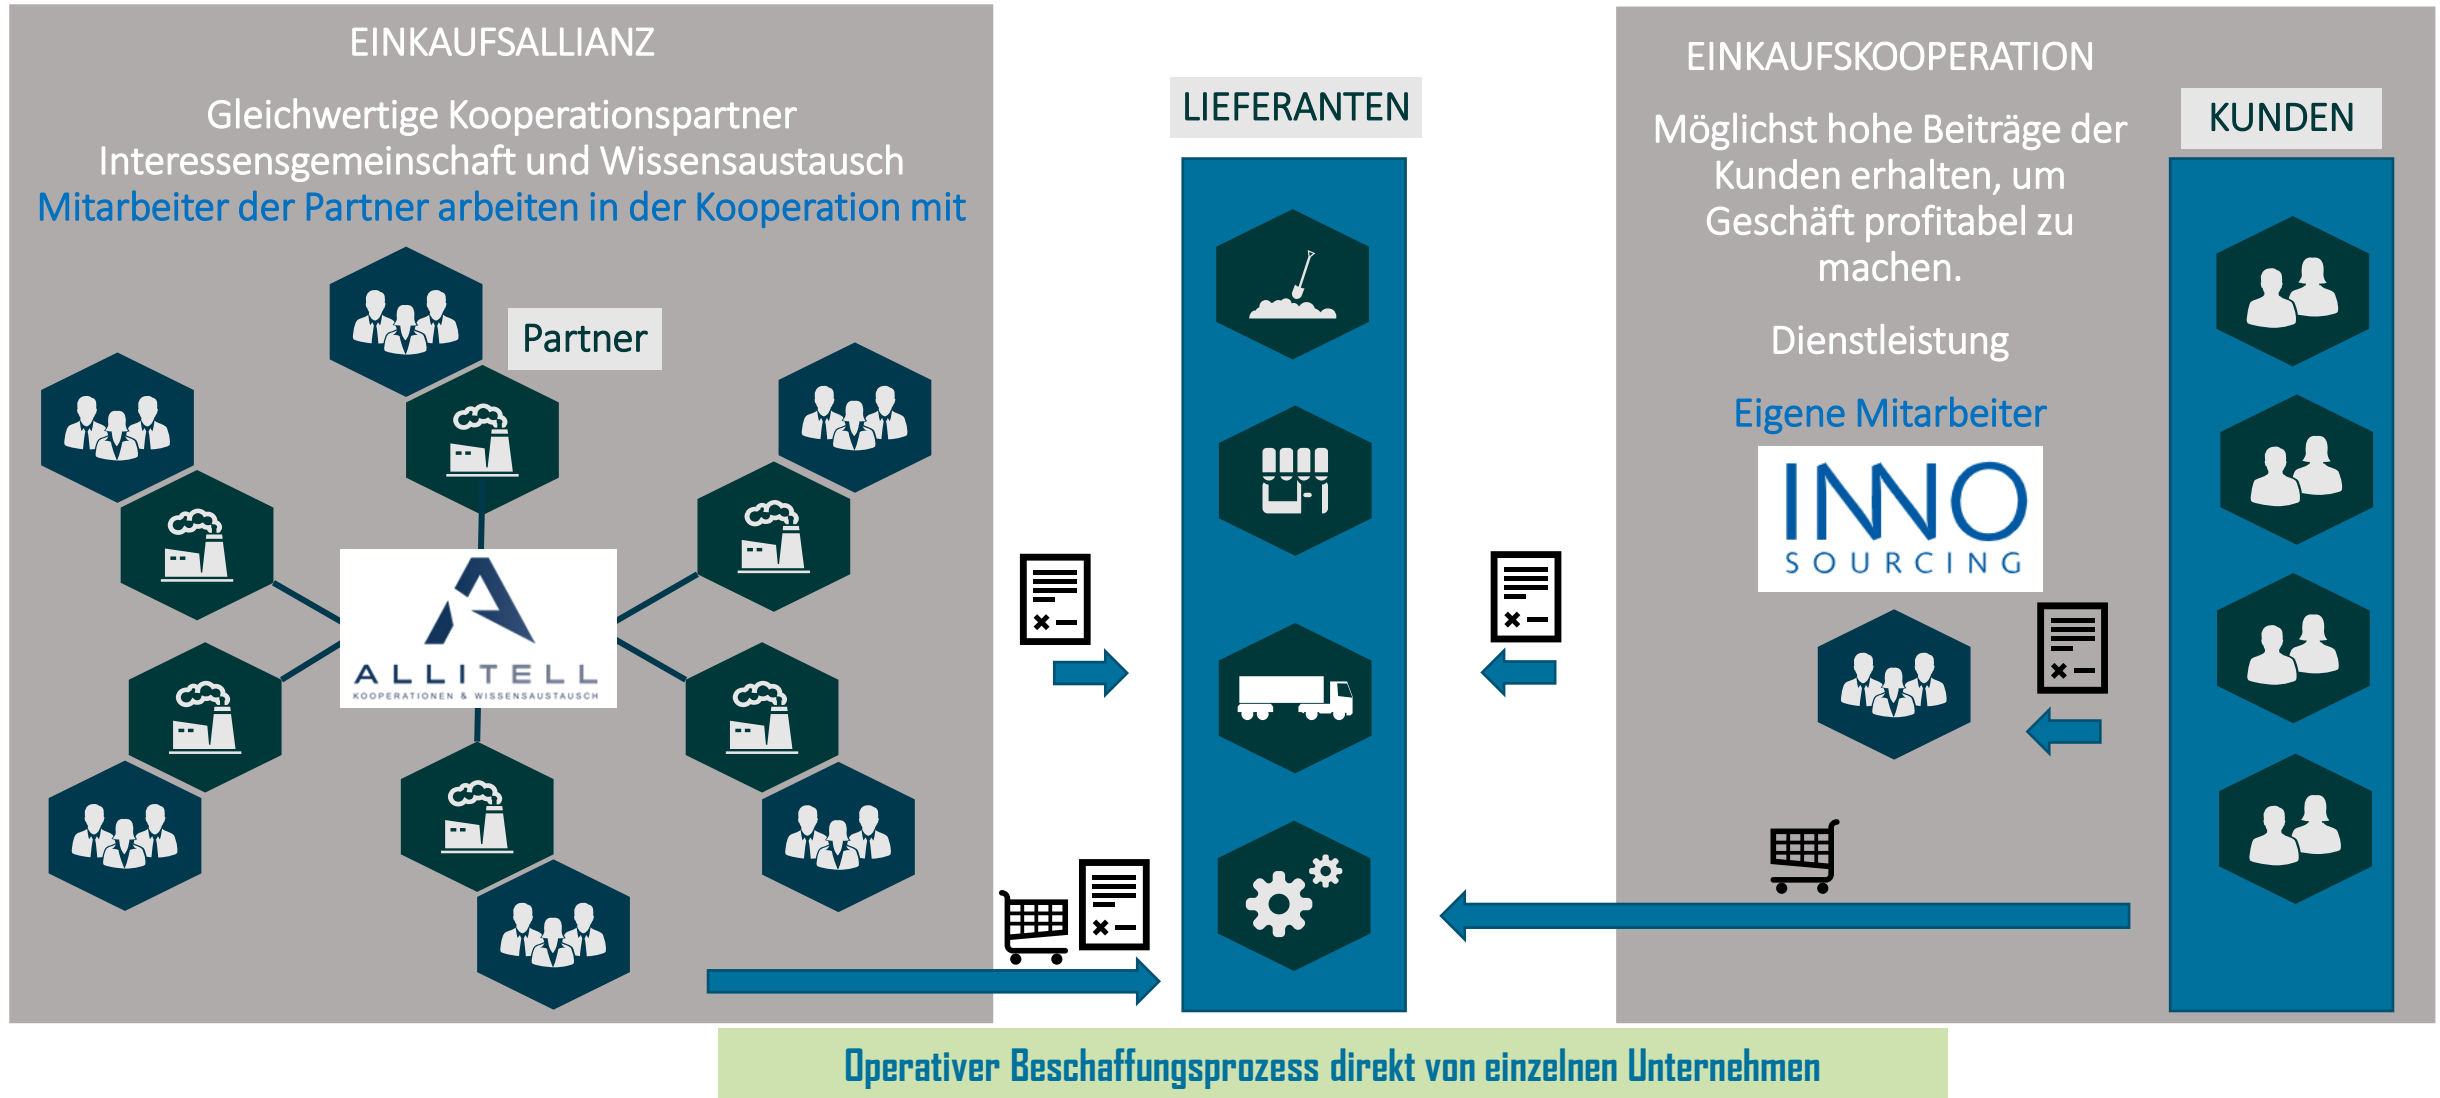 EINKAUFSALLIANZ
Gleichwertige Kooperationspartner
Interessensgemeinschaft und Wissensaustausch
Mitarbeiter der Partner arbeiten in der Kooperation mit
Partner
ALLITELL
KOOPERATIONEN & WISSENSAUSTAUSCH
LIEFERANTEN
EINKAUFSKOOPERATION
Möglichst hohe Beiträge der
Kunden erhalten, um
Geschäft profitabel zu
machen.
Dienstleistung
Eigene Mitarbeiter
INNO
SOURCING
KUNDEN
Operativer Beschaffungsprozess direkt von einzelnen Unternehmen